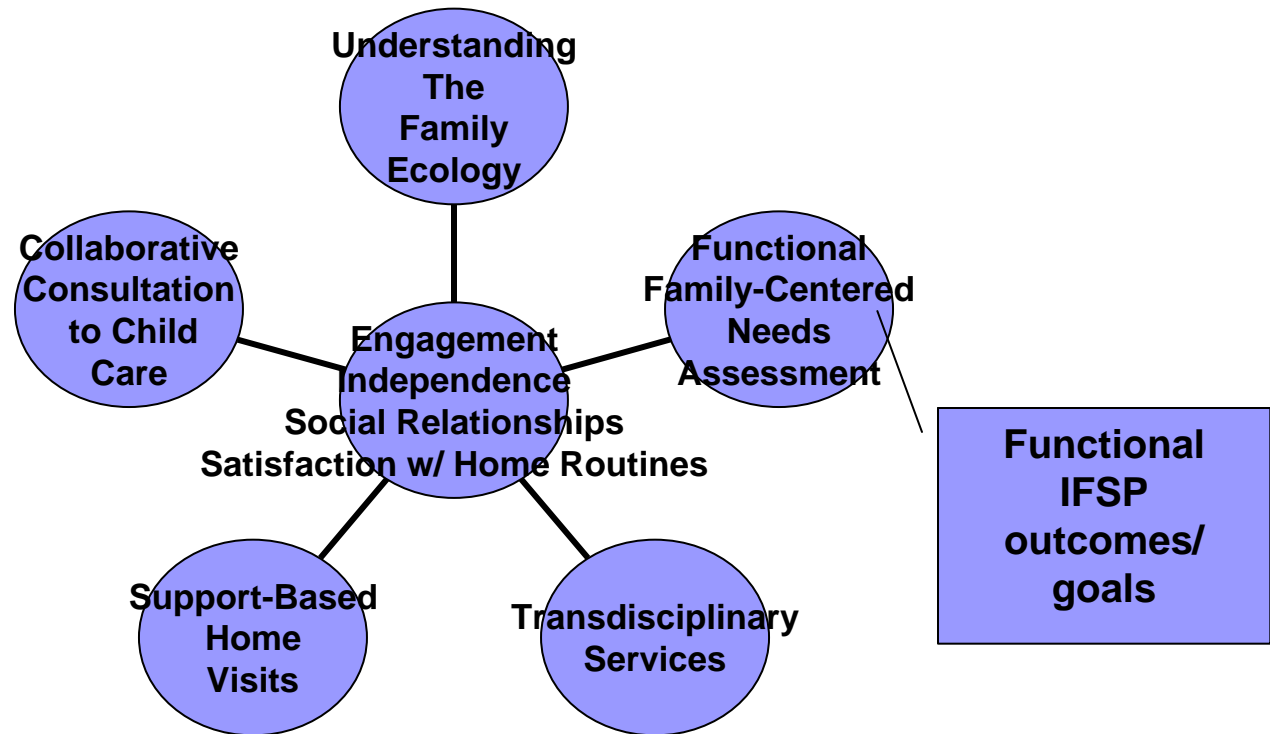 Understanding
The
Family
Ecology
Collaborative
Consultation
to Child
Care
Functional
Family-Centered
Needs
Assessment
Engagement
Independence
Social Relationships
Satisfaction w/ Home Routines
Functional
IFSP
outcomes/
goals
Support-Based
Home
Visits
Transdisciplinary
Services